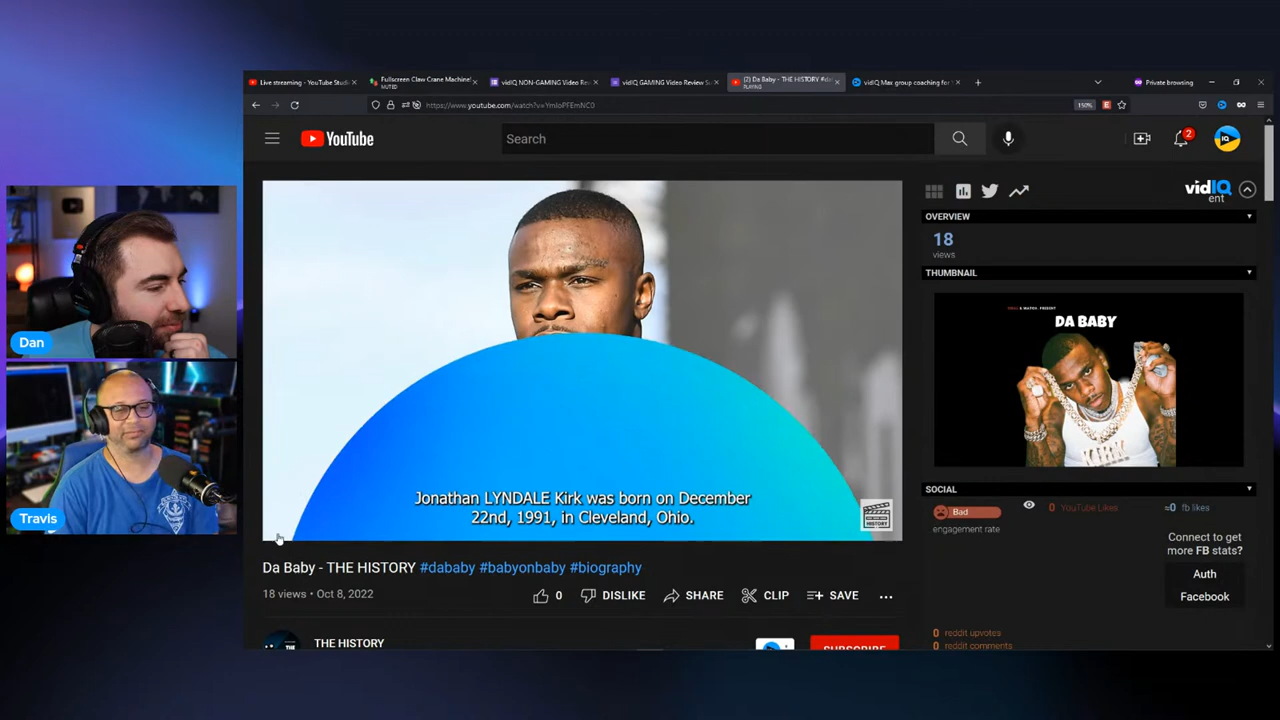 Live streaming - YouTube Studi
Fullscreen Claw Crane Machine
MUTED
vidIQ NON-GAMING Video Re
vidIQ GAMING Video Review Su
(2) Da Baby - THE HISTORY #da
PLAYING
vidIQ Max group coaching for
Private browsing
https://www.youtube.com/watch?v=YmIoPFEmNC0
150%
YouTube
Search
2
IQ
vidIQ
ent
OVERVIEW
18
views
THUMBNAIL
DA BABY
Dan
Travis
Jonathan LYNDALE Kirk was born on December
22nd, 1991, in Cleveland, Ohio.
HISTORY
SOCIAL
Bad
engagement rate
0 YouTube Likes
≈0 fb likes
Connect to get
more FB stats?
Auth
Facebook
0 reddit upvotes
0 reddit comments
Da Baby - THE HISTORY #dababy #babyonbaby #biography
18 views • Oct 8, 2022
0
DISLIKE
SHARE
CLIP
SAVE
THE HISTORY
SUBSCRIBE